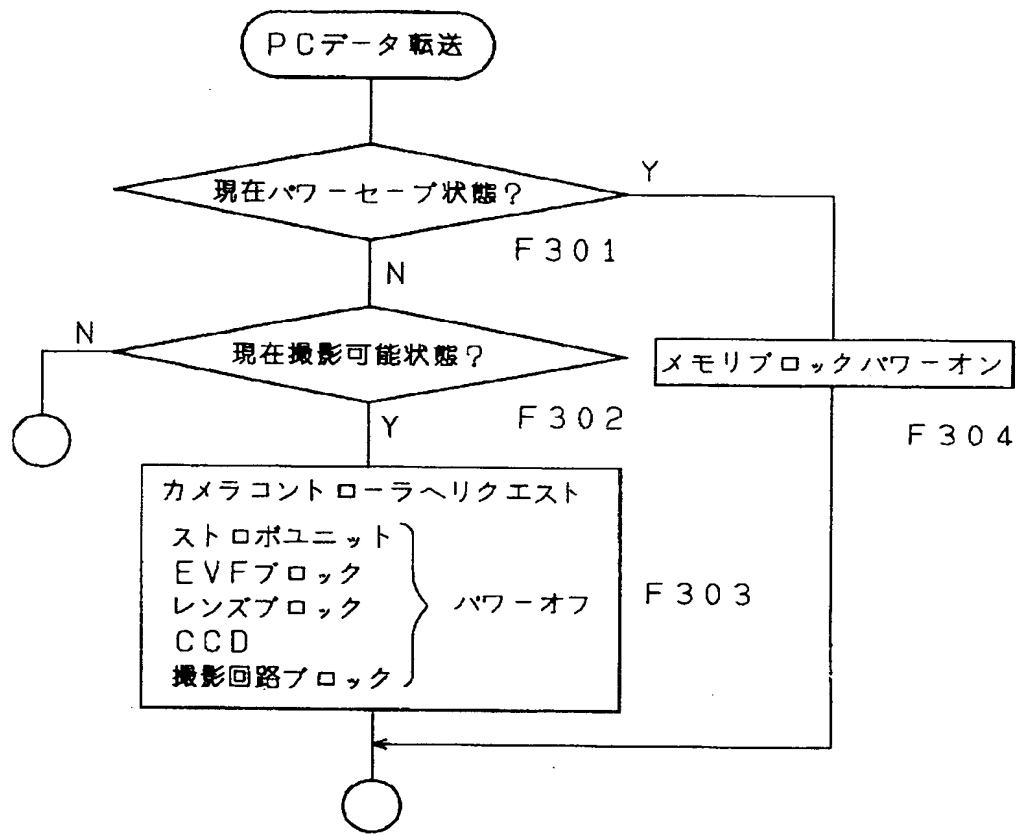 PCデータ転送
現在パワーセーブ状態?
Y
F301
N
現在撮影可能状態?
N
F302
Y
メモリブロックパワーオン
F304
カメラコントローラへリクエスト
ストロボユニット
EVFブロック
レンズブロック
CCD
撮影回路ブロック
パワーオフ
F303